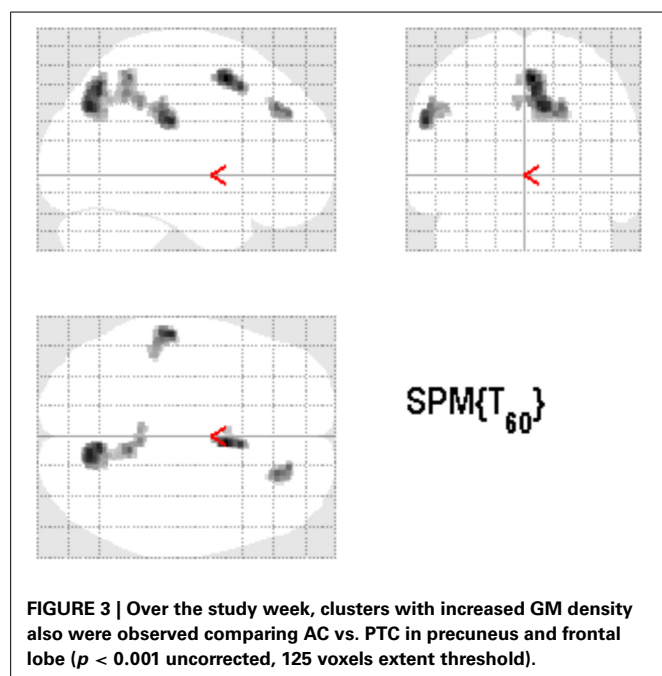 SPM{T60}
FIGURE 3 | Over the study week, clusters with increased GM density
also were observed comparing AC vs. PTC in precuneus and frontal
lobe (p < 0.001 uncorrected, 125 voxels extent threshold).